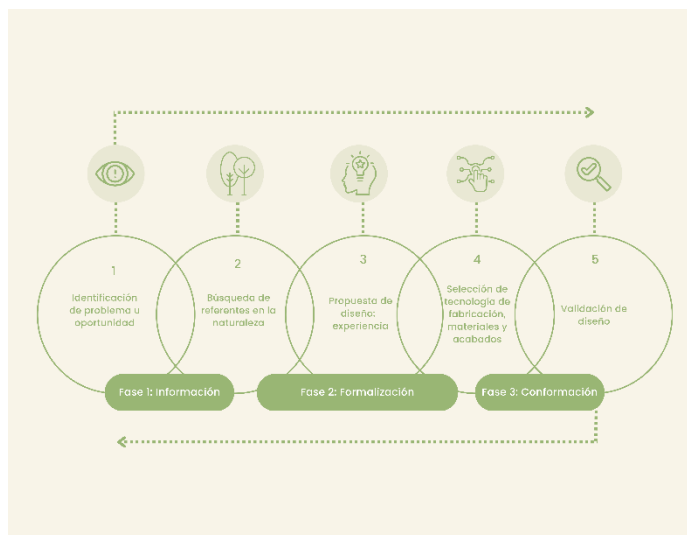 1
Identificación
de problema u
oportunidad
2
Búsqueda de
referentes en la
naturaleza
3
Propuesta de
diseño:
experiencia
4
Selección de
tecnología de
fabricación,
materiales y
acabados
5
Validación de
diseño
Fase 1: Información
Fase 2: Formalización
Fase 3: Conformación